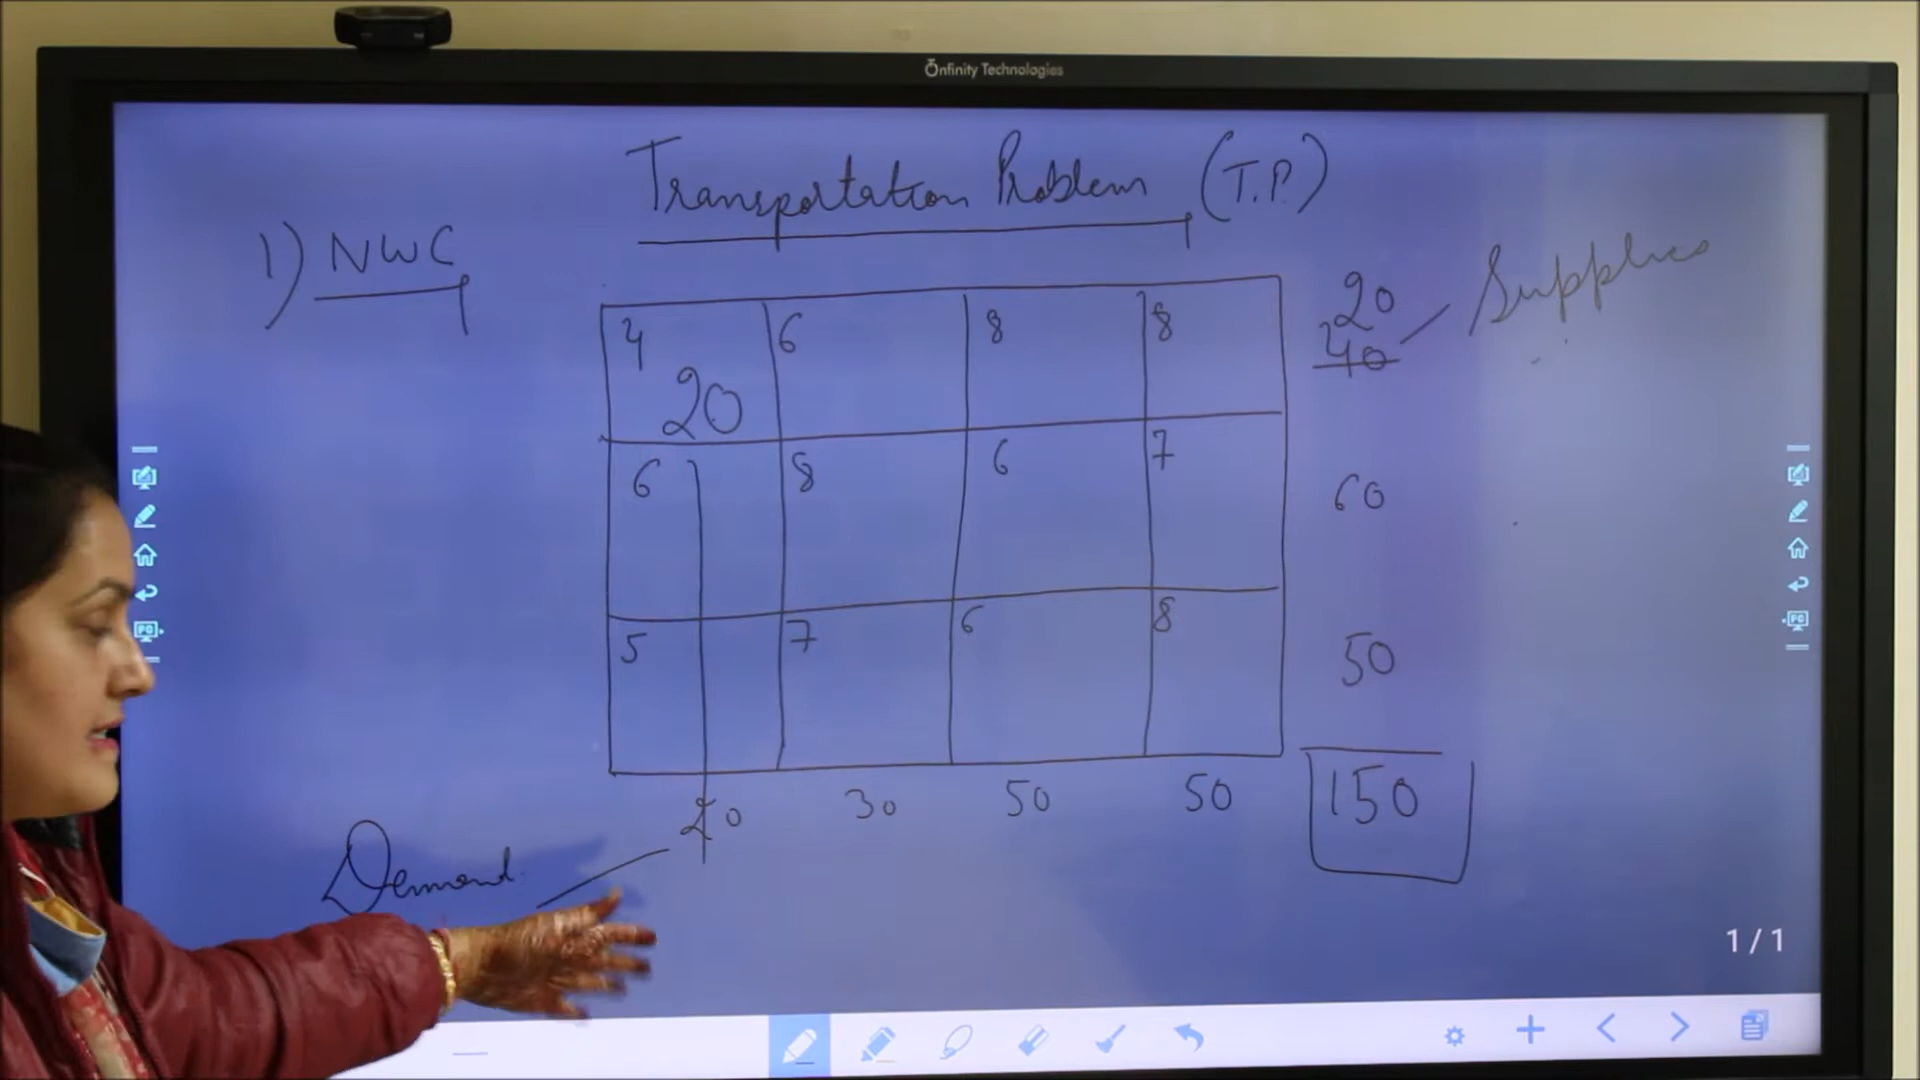 Onfinity Technologies
Transportation Problem (T.P.)
1) NWC
Supplies
20
40
4 6 8 8
20
6 8 6 7
60
5 7 6 8
50
20 30 50 50
150
Demand
1 / 1